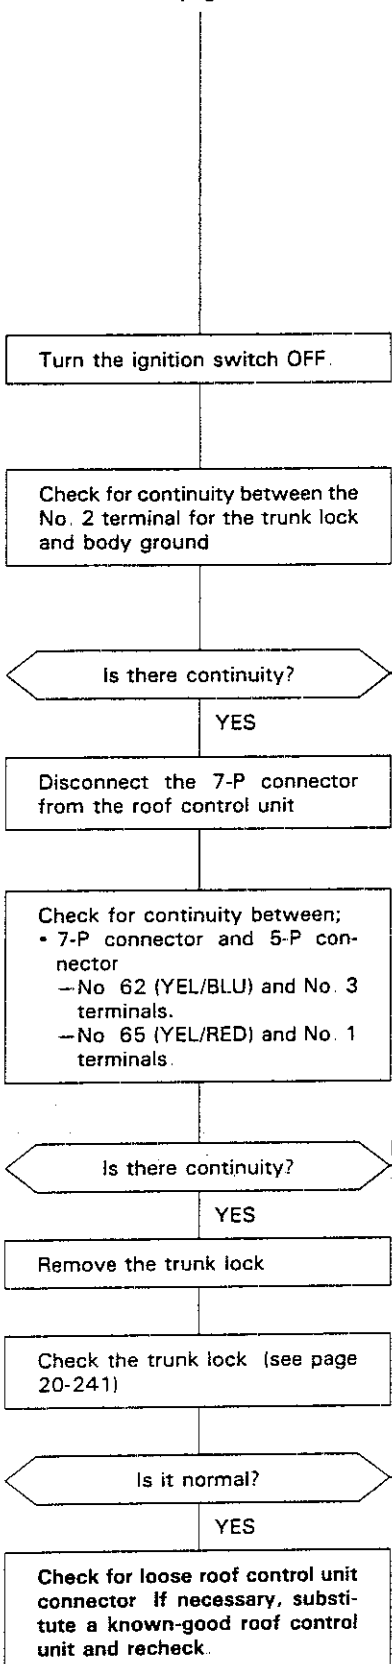 Turn the ignition switch OFF.
Check for continuity between the
No. 2 terminal for the trunk lock
and body ground
Is there continuity?
YES
Disconnect the 7-P connector
from the roof control unit
Check for continuity between;
• 7-P connector and 5-P con-
nector
—No 62 (YEL/BLU) and No. 3
terminals.
—No 65 (YEL/RED) and No. 1
terminals.
Is there continuity?
YES
Remove the trunk lock
Check the trunk lock (see page
20-241)
Is it normal?
YES
Check for loose roof control unit
connector If necessary, substi-
tute a known-good roof control
unit and recheck.